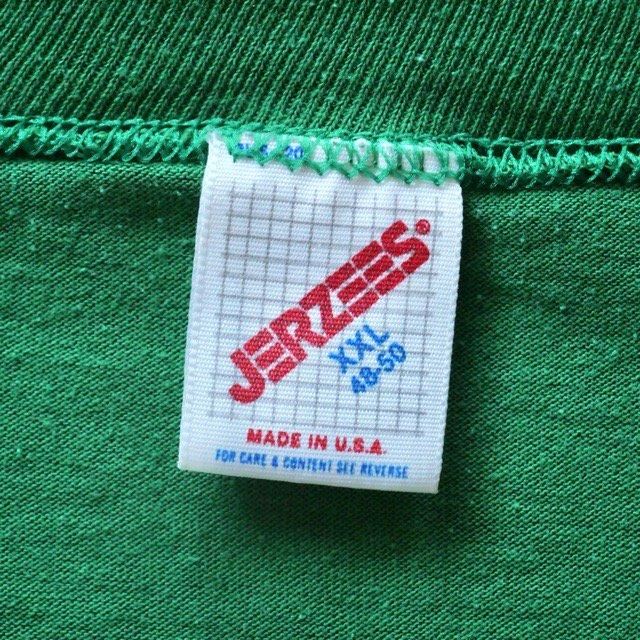 JERZEES®
XXL
48-50
MADE IN U.S.A.
FOR CARE & CONTENT SEE REVERSE